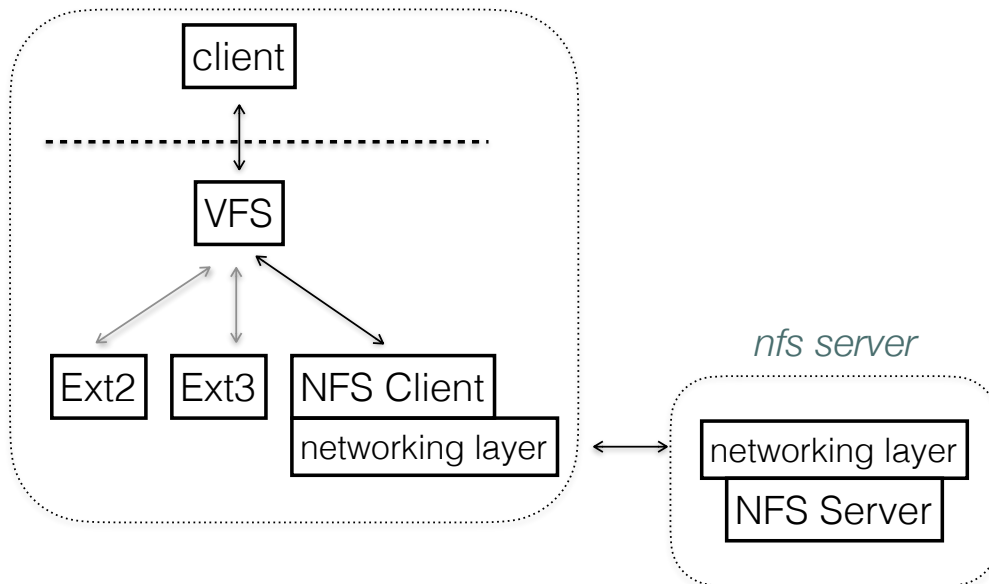 client
VFS
Ext2
Ext3
NFS Client
networking layer
nfs server
networking layer
NFS Server